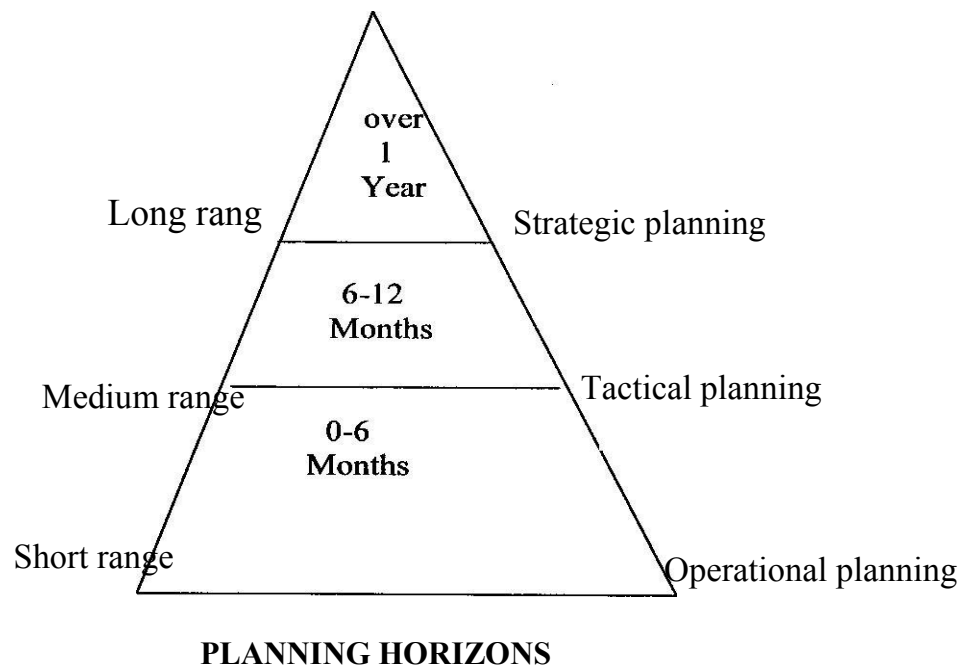 over
1
Year
Long rang
Strategic planning
6-12
Months
Medium range
Tactical planning
0-6
Months
Short range
Operational planning
PLANNING HORIZONS